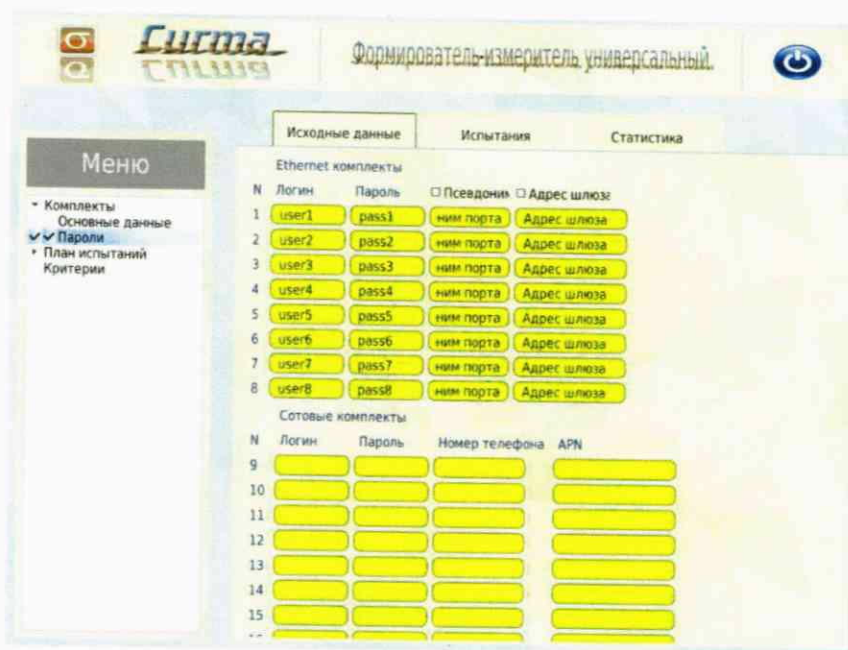 σ Сигма Формирователь-измеритель универсальный.
Исходные данные Испытания Статистика
Меню
Комплекты
Основные данные
Пароли
План испытаний
Критерии
Ethernet комплекты
N Логин Пароль Псевдоним Адрес шлюза
1 user1 pass1 ним порта Адрес шлюза
2 user2 pass2 ним порта Адрес шлюза
3 user3 pass3 ним порта Адрес шлюза
4 user4 pass4 ним порта Адрес шлюза
5 user5 pass5 ним порта Адрес шлюза
6 user6 pass6 ним порта Адрес шлюза
7 user7 pass7 ним порта Адрес шлюза
8 user8 pass8 ним порта Адрес шлюза
Сотовые комплекты
N Логин Пароль Номер телефона APN
9
10
11
12
13
14
15